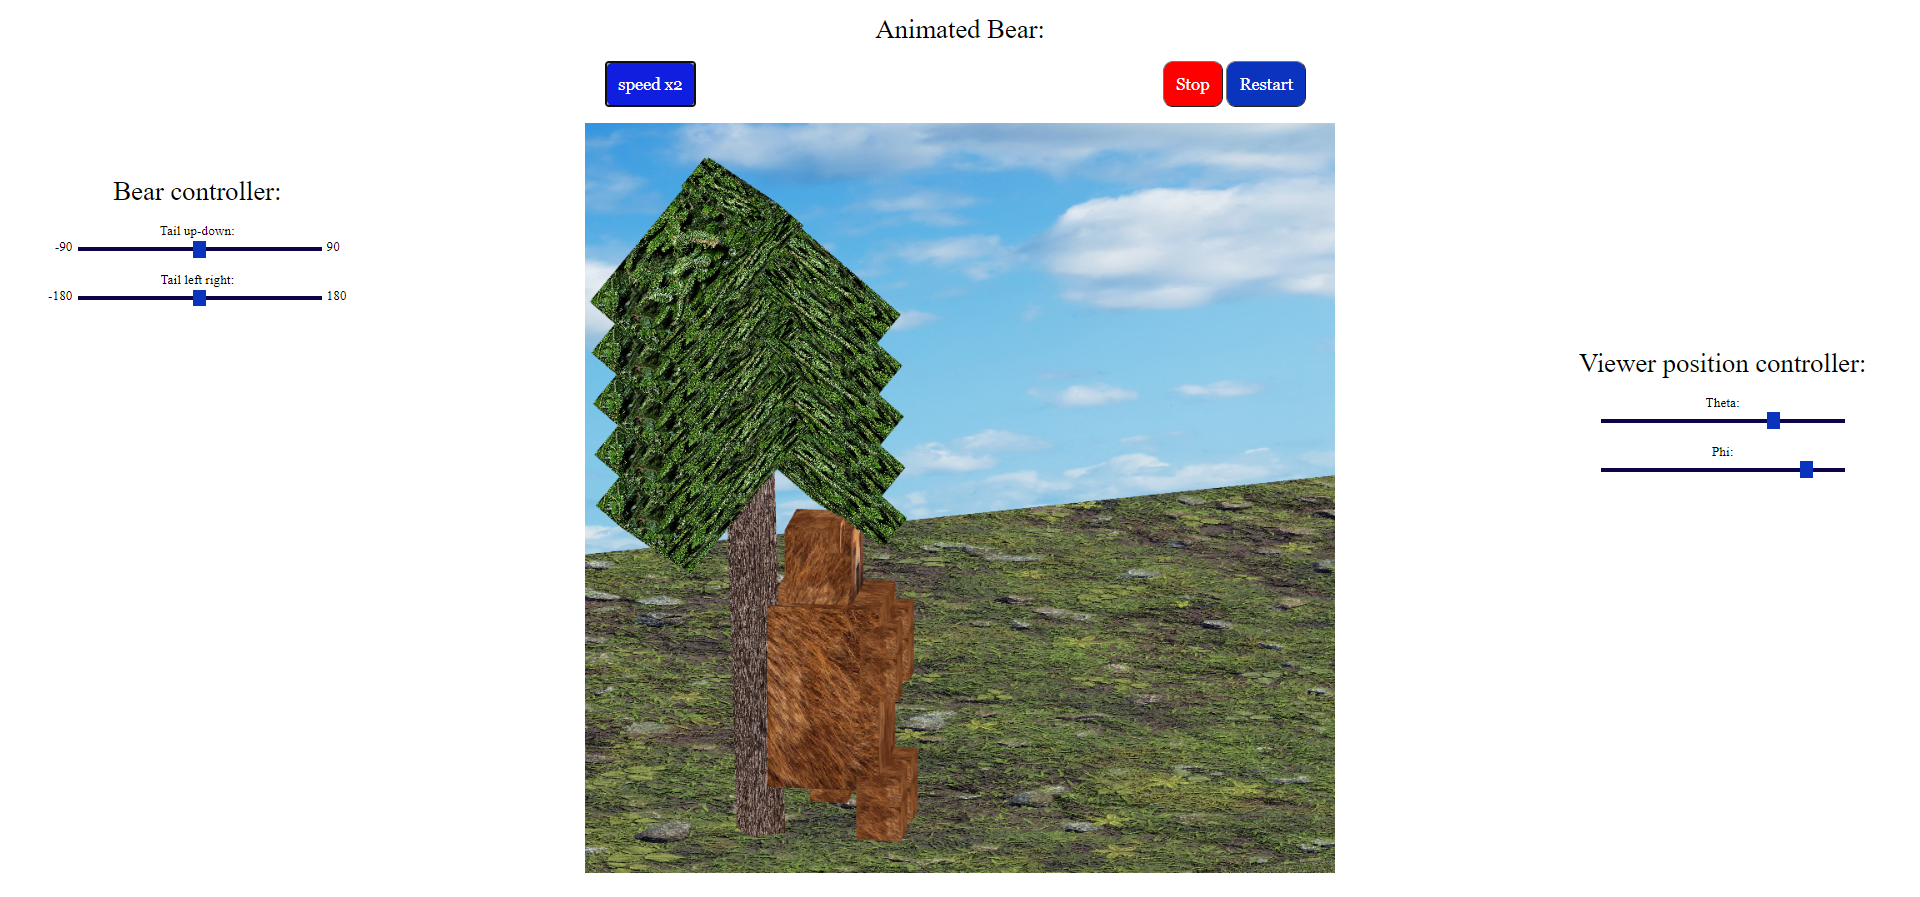 Animated Bear:
speed x2
Stop
Restart
Bear controller:
Tail up-down:
-90
90
Tail left right:
-180
180
Viewer position controller:
Theta:
Phi: